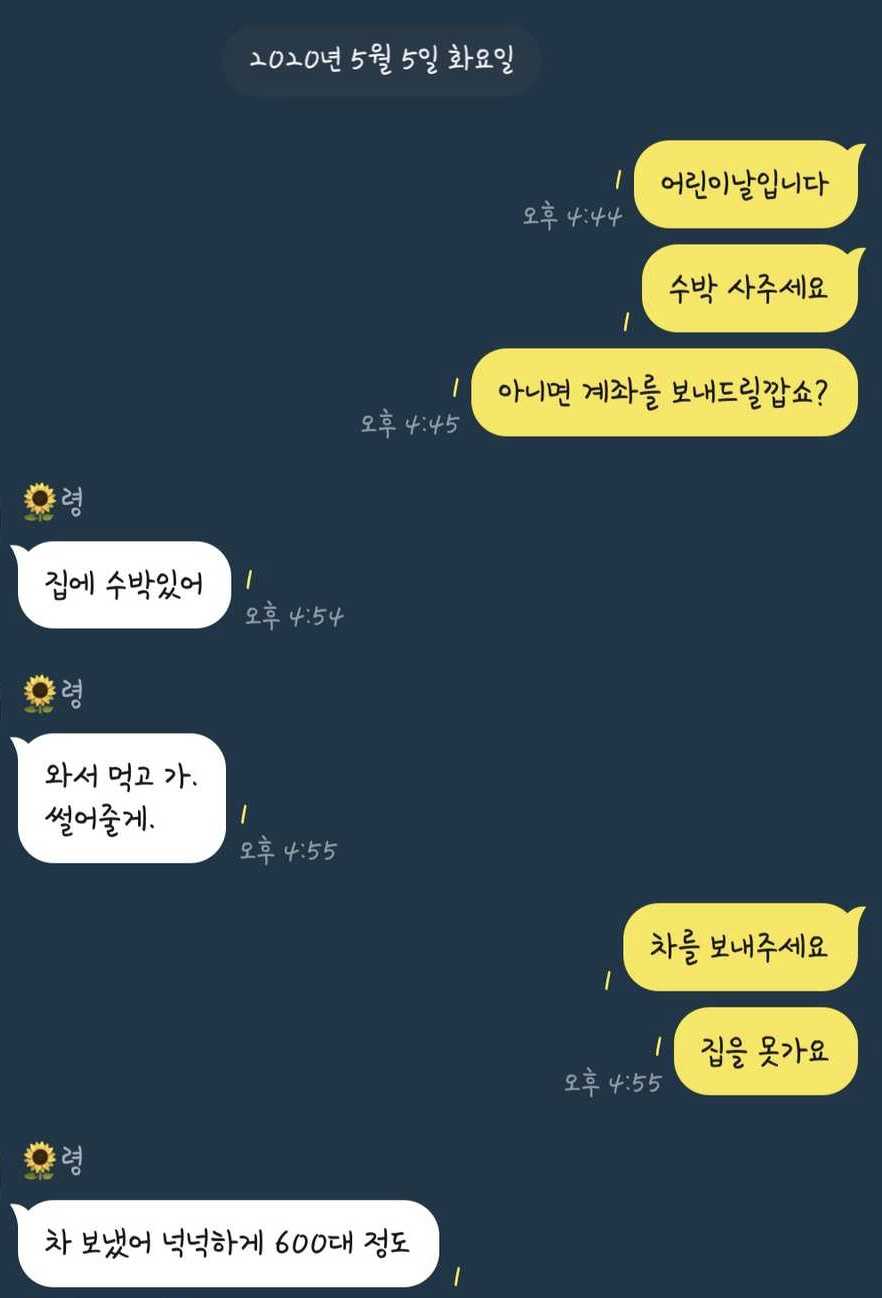 2020년 5월 5일 화요일
어린이날입니다
1
오후 4:44
수박 사주세요
1
아니면 계좌를 보내드릴깝쇼?
1
오후 4:45
🌻령
집에 수박있어
1
오후 4:54
🌻령
와서 먹고 가.
썰어줄게.
1
오후 4:55
차를 보내주세요
1
집을 못가요
1
오후 4:55
🌻령
차 보냈어 넉넉하게 600대 정도
1